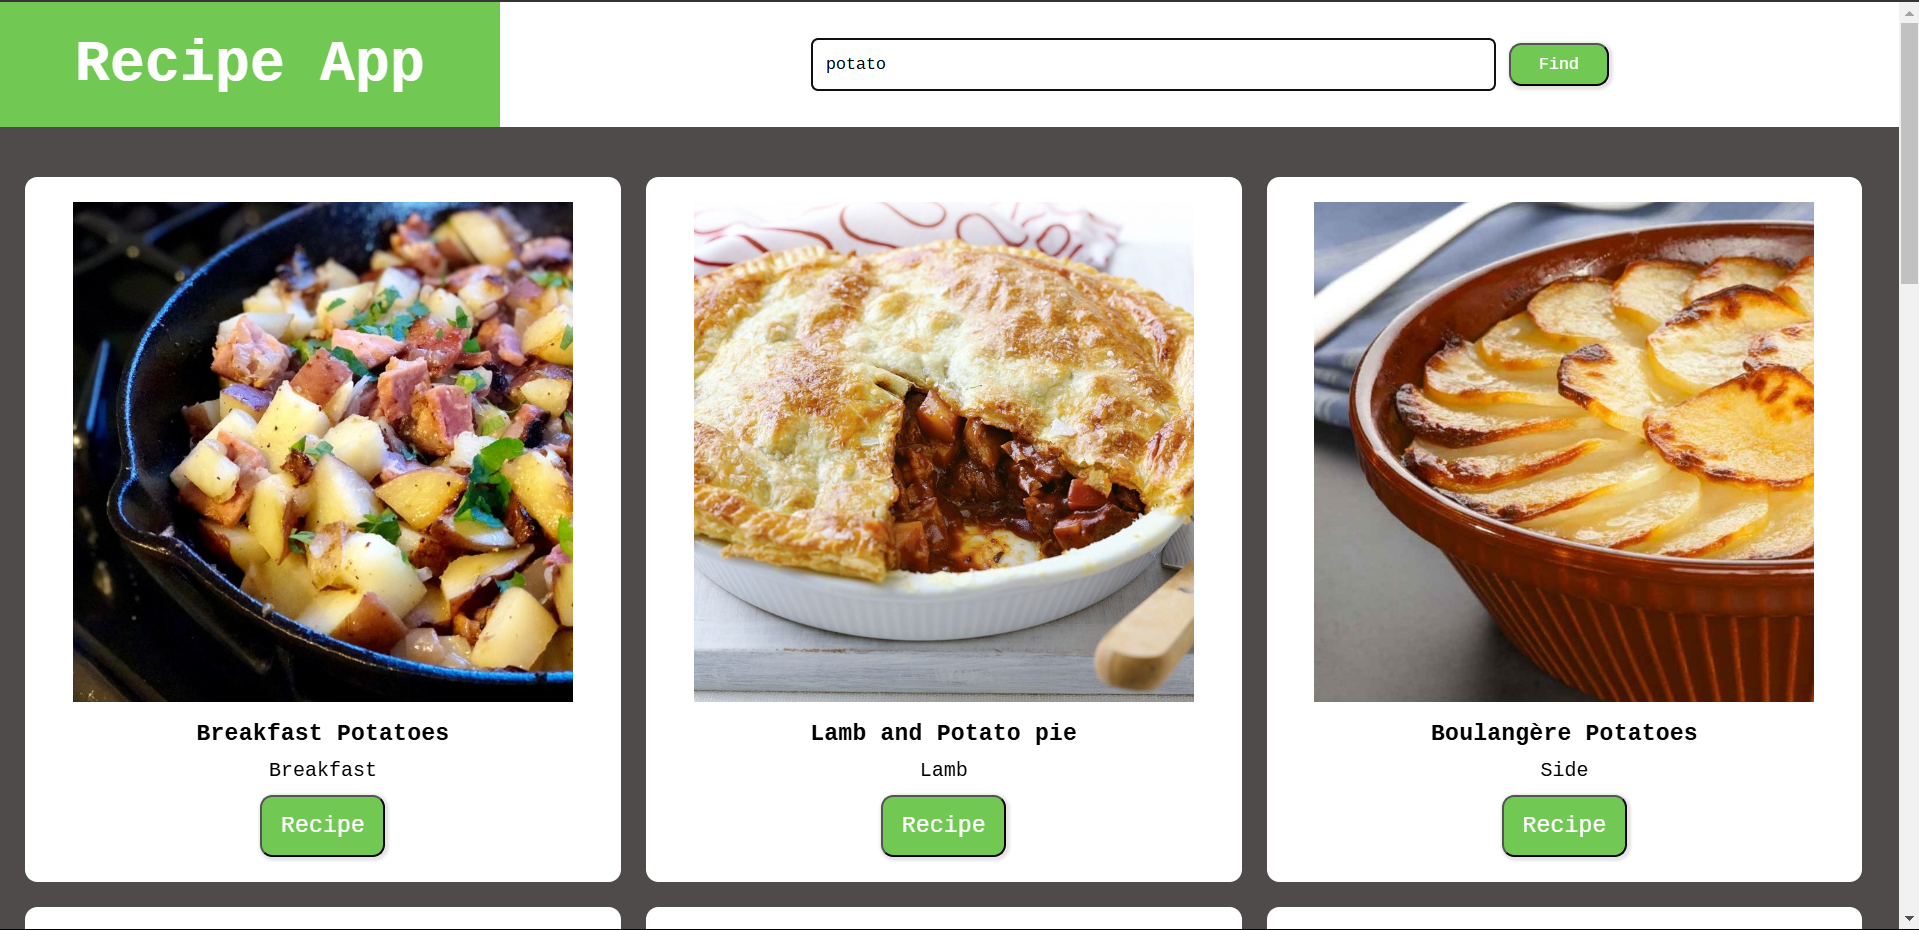 Recipe App
potato
Find
Breakfast Potatoes
Breakfast
Recipe
Lamb and Potato pie
Lamb
Recipe
Boulangère Potatoes
Side
Recipe